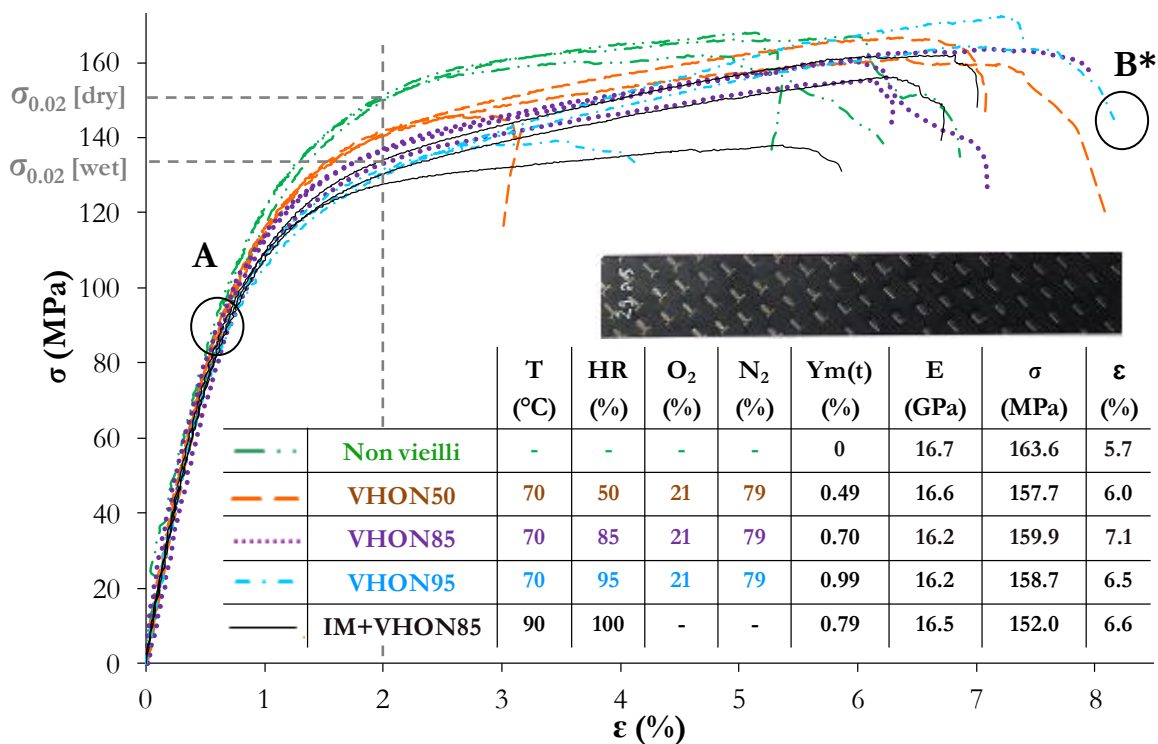 σ (MPa)
160
140
120
100
80
60
40
20
0
σ0.02 [dry]
σ0.02 [wet]
A
B*
T HR O2 N2 Ym(t) E σ ε
(°C) (%) (%) (%) (%) (GPa) (MPa) (%)
Non vieilli - - - - 0 16.7 163.6 5.7
VHON50 70 50 21 79 0.49 16.6 157.7 6.0
VHON85 70 85 21 79 0.70 16.2 159.9 7.1
VHON95 70 95 21 79 0.99 16.2 158.7 6.5
IM+VHON85 90 100 - - 0.79 16.5 152.0 6.6
0 1 2 3 4 5 6 7 8
ε (%)